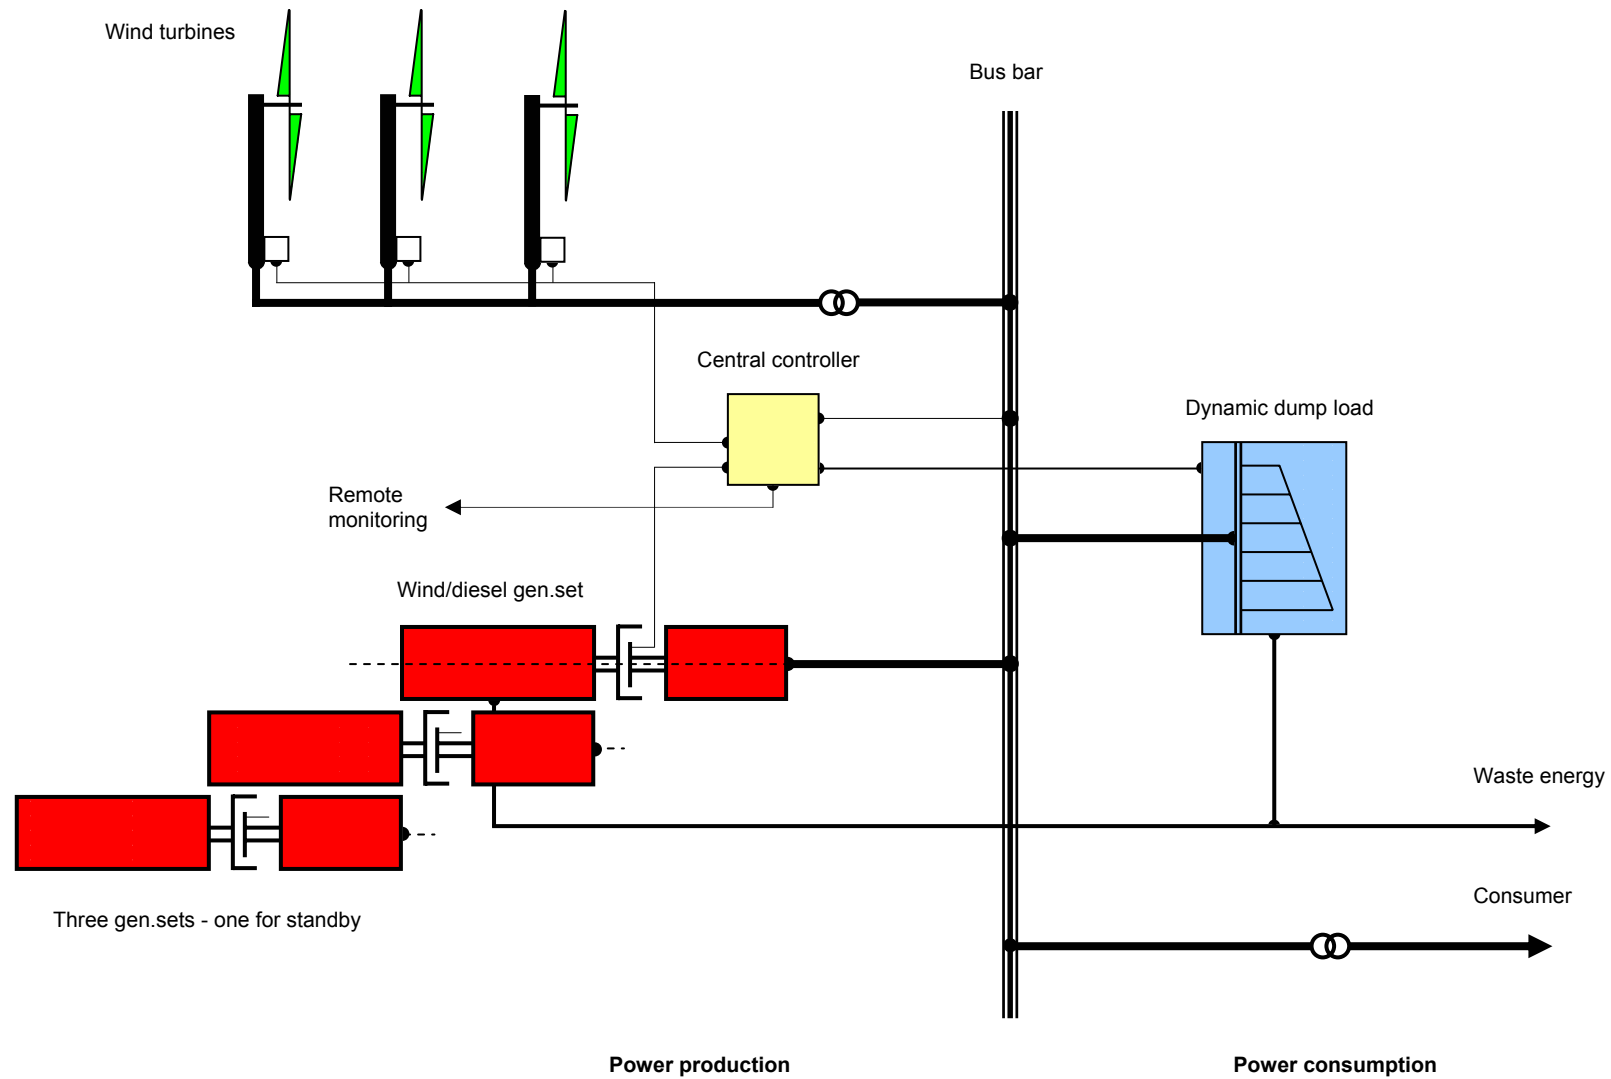 Wind turbines
Bus bar
Central controller
Dynamic dump load
Remote
monitoring
Wind/diesel gen.set
Waste energy
Consumer
Three gen.sets - one for standby
Power production
Power consumption